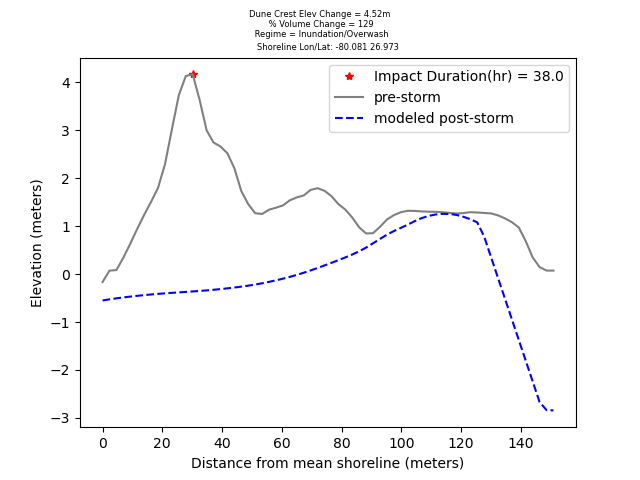 Dune Crest Elev Change = 4.52m
% Volume Change = 129
Regime = Inundation/Overwash
Shoreline Lon/Lat: -80.081 26.973
Impact Duration(hr) = 38.0
pre-storm
modeled post-storm
Elevation (meters)
4
3
2
1
0
−1
−2
−3
0 20 40 60 80 100 120 140
Distance from mean shoreline (meters)